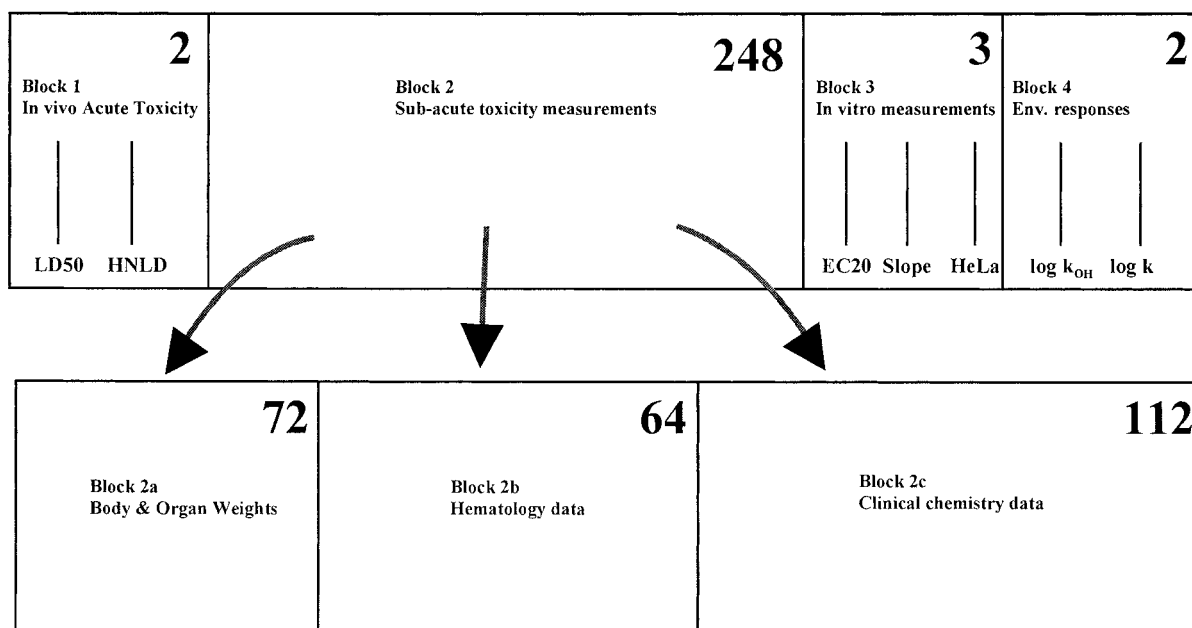 2
Block 1
In vivo Acute Toxicity
LD50 HNLD
248
Block 2
Sub-acute toxicity measurements
3
Block 3
In vitro measurements
EC20 Slope HeLa
2
Block 4
Env. responses
log kOH log k
72
Block 2a
Body & Organ Weights
64
Block 2b
Hematology data
112
Block 2c
Clinical chemistry data